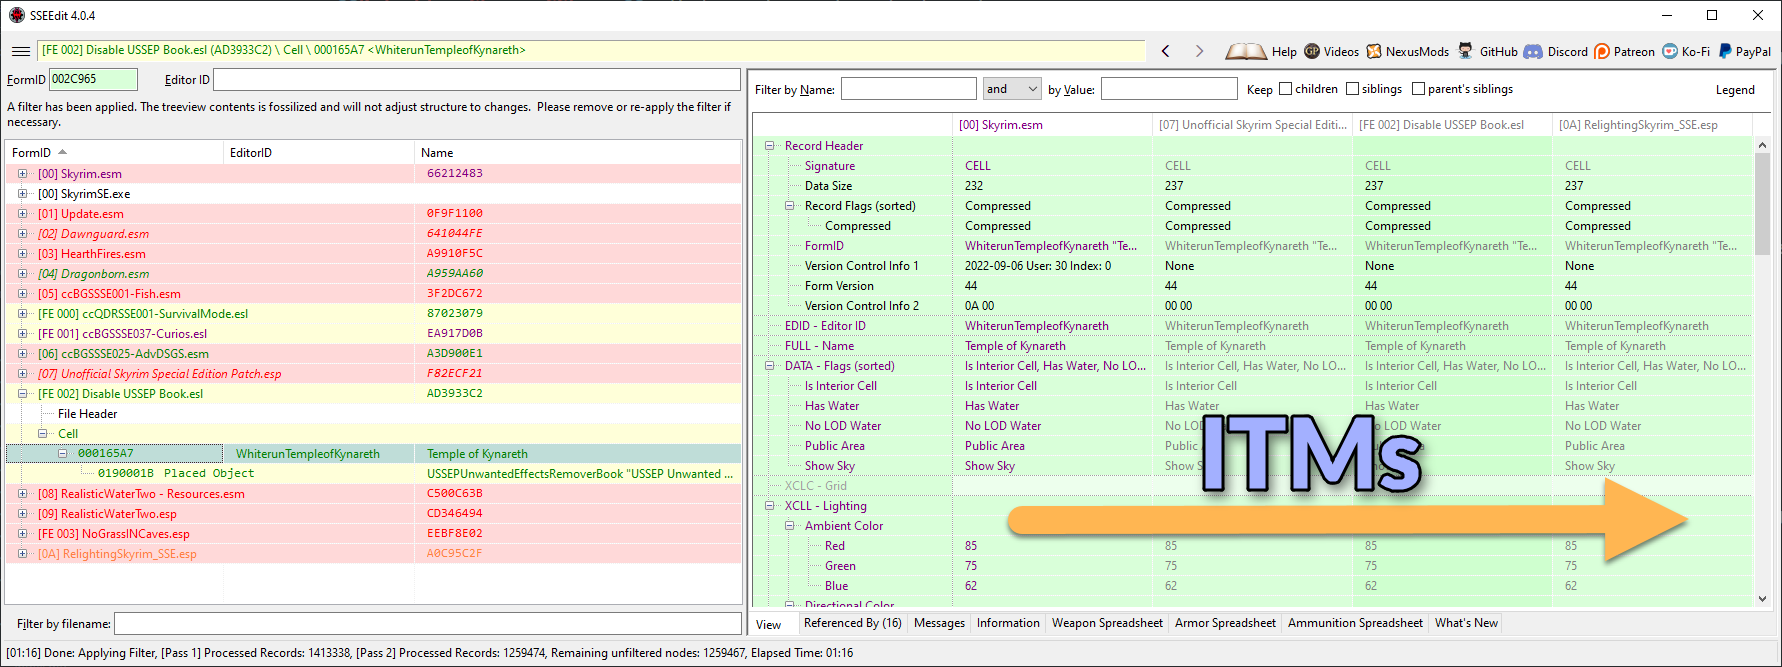 SSEEdit 4.0.4
[FE 002] Disable USSEP Book.esl (AD3933C2) \ Cell \ 000165A7 <WhiterunTempleofKynareth>
Help Videos NexusMods GitHub Discord Patreon Ko-Fi PayPal
FormID 002C965 Editor ID
A filter has been applied. The treeview contents is fossilized and will not adjust structure to changes. Please remove or re-apply the filter if
necessary.
FormID EditorID Name
[00] Skyrim.esm 66212483
[00] SkyrimSE.exe
[01] Update.esm 0F9F1100
[02] Dawnguard.esm 641044FE
[03] HearthFires.esm A9910F5C
[04] Dragonborn.esm A959AA60
[05] ccBGSSSE001-Fish.esm 3F2DC672
[FE 000] ccQDRSSE001-SurvivalMode.esl 87023079
[FE 001] ccBGSSSE037-Curios.esl EA917D0B
[06] ccBGSSSE025-AdvDSGS.esm A3D900E1
[07] Unofficial Skyrim Special Edition Patch.esp F82ECF21
[FE 002] Disable USSEP Book.esl AD3933C2
File Header
Cell
000165A7 WhiterunTempleofKynareth Temple of Kynareth
0190001B Placed Object USSEPUnwantedEffectsRemoverBook "USSEP Unwanted ...
[08] RealisticWaterTwo - Resources.esm C500C63B
[09] RealisticWaterTwo.esp CD346494
[FE 003] NoGrassINCaves.esp EEBF8E02
[0A] RelightingSkyrim_SSE.esp A0C95C2F
Filter by filename:
Filter by Name: and by Value: Keep children siblings parent's siblings Legend
[00] Skyrim.esm [07] Unofficial Skyrim Special Editi... [FE 002] Disable USSEP Book.esl [0A] RelightingSkyrim_SSE.esp
Record Header
Signature CELL CELL CELL CELL
Data Size 232 237 237 237
Record Flags (sorted) Compressed Compressed Compressed Compressed
Compressed Compressed Compressed Compressed Compressed
FormID WhiterunTempleofKynareth "Te... WhiterunTempleofKynareth "Te... WhiterunTempleofKynareth "Te... WhiterunTempleofKynareth "Te...
Version Control Info 1 2022-09-06 User: 30 Index: 0 None None None
Form Version 44 44 44 44
Version Control Info 2 0A 00 00 00 00 00 00 00
EDID - Editor ID WhiterunTempleofKynareth WhiterunTempleofKynareth WhiterunTempleofKynareth WhiterunTempleofKynareth
FULL - Name Temple of Kynareth Temple of Kynareth Temple of Kynareth Temple of Kynareth
DATA - Flags (sorted) Is Interior Cell, Has Water, No LO... Is Interior Cell, Has Water, No LO... Is Interior Cell, Has Water, No LO... Is Interior Cell, Has Water, No LO...
Is Interior Cell Is Interior Cell Is Interior Cell Is Interior Cell Is Interior Cell
Has Water Has Water Has Water Has Water Has Water
No LOD Water No LOD Water No LOD Water
Public Area Public Area Public Area
Show Sky Show Sky Show Sky
ITMs
XCLC - Grid
XCLL - Lighting
Ambient Color
Red 85 85 85 85
Green 75 75 75 75
Blue 62 62 62 62
Directional Color
View Referenced By (16) Messages Information Weapon Spreadsheet Armor Spreadsheet Ammunition Spreadsheet What's New
[01:16] Done: Applying Filter, [Pass 1] Processed Records: 1413338, [Pass 2] Processed Records: 1259474, Remaining unfiltered nodes: 1259467, Elapsed Time: 01:16